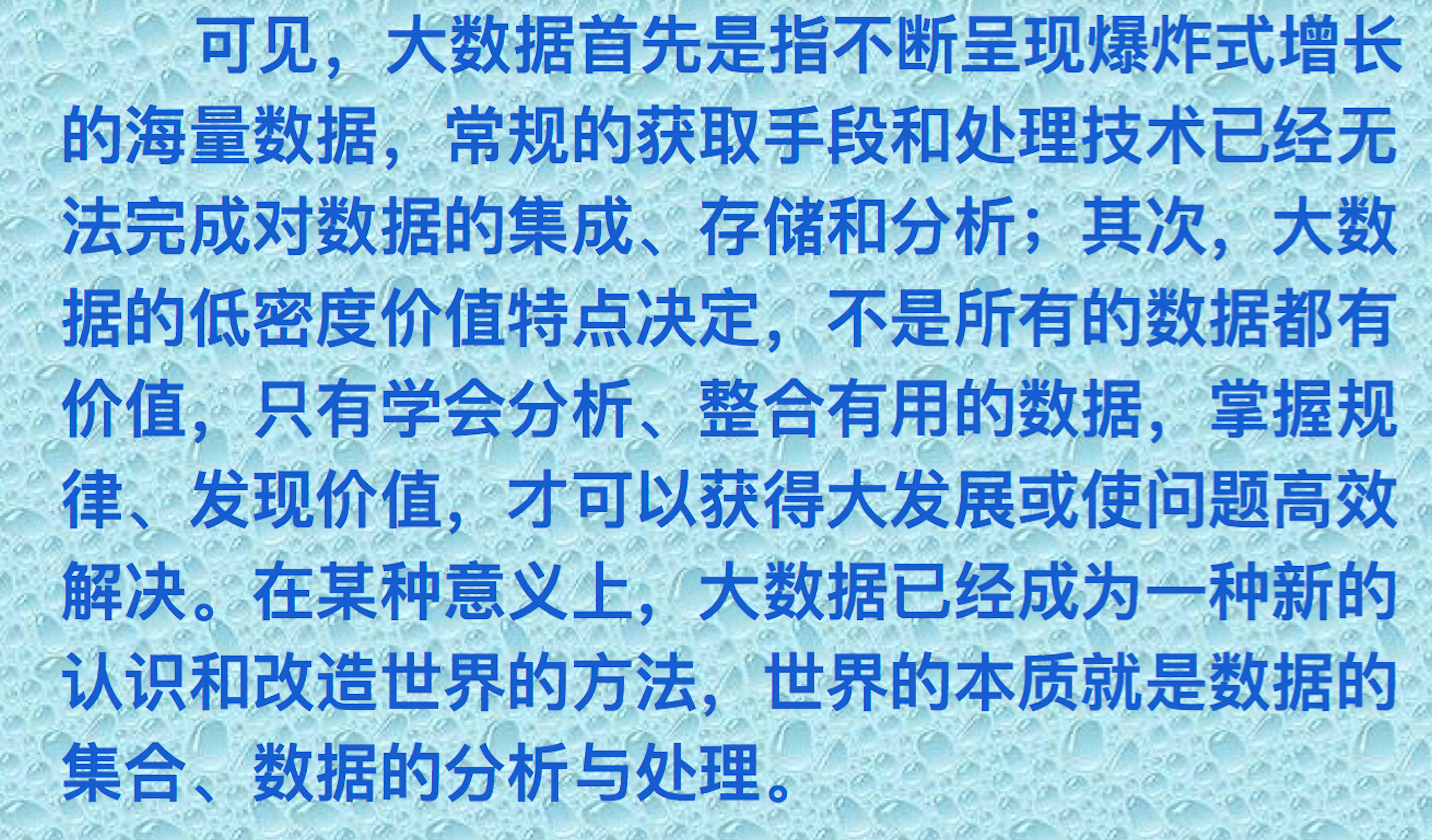 可见，大数据首先是指不断呈现爆炸式增长
的海量数据，常规的获取手段和处理技术已经无
法完成对数据的集成、存储和分析；其次，大数
据的低密度价值特点决定，不是所有的数据都有
价值，只有学会分析、整合有用的数据，掌握规
律、发现价值，才可以获得大发展或使问题高效
解决。在某种意义上，大数据已经成为一种新的
认识和改造世界的方法，世界的本质就是数据的
集合、数据的分析与处理。